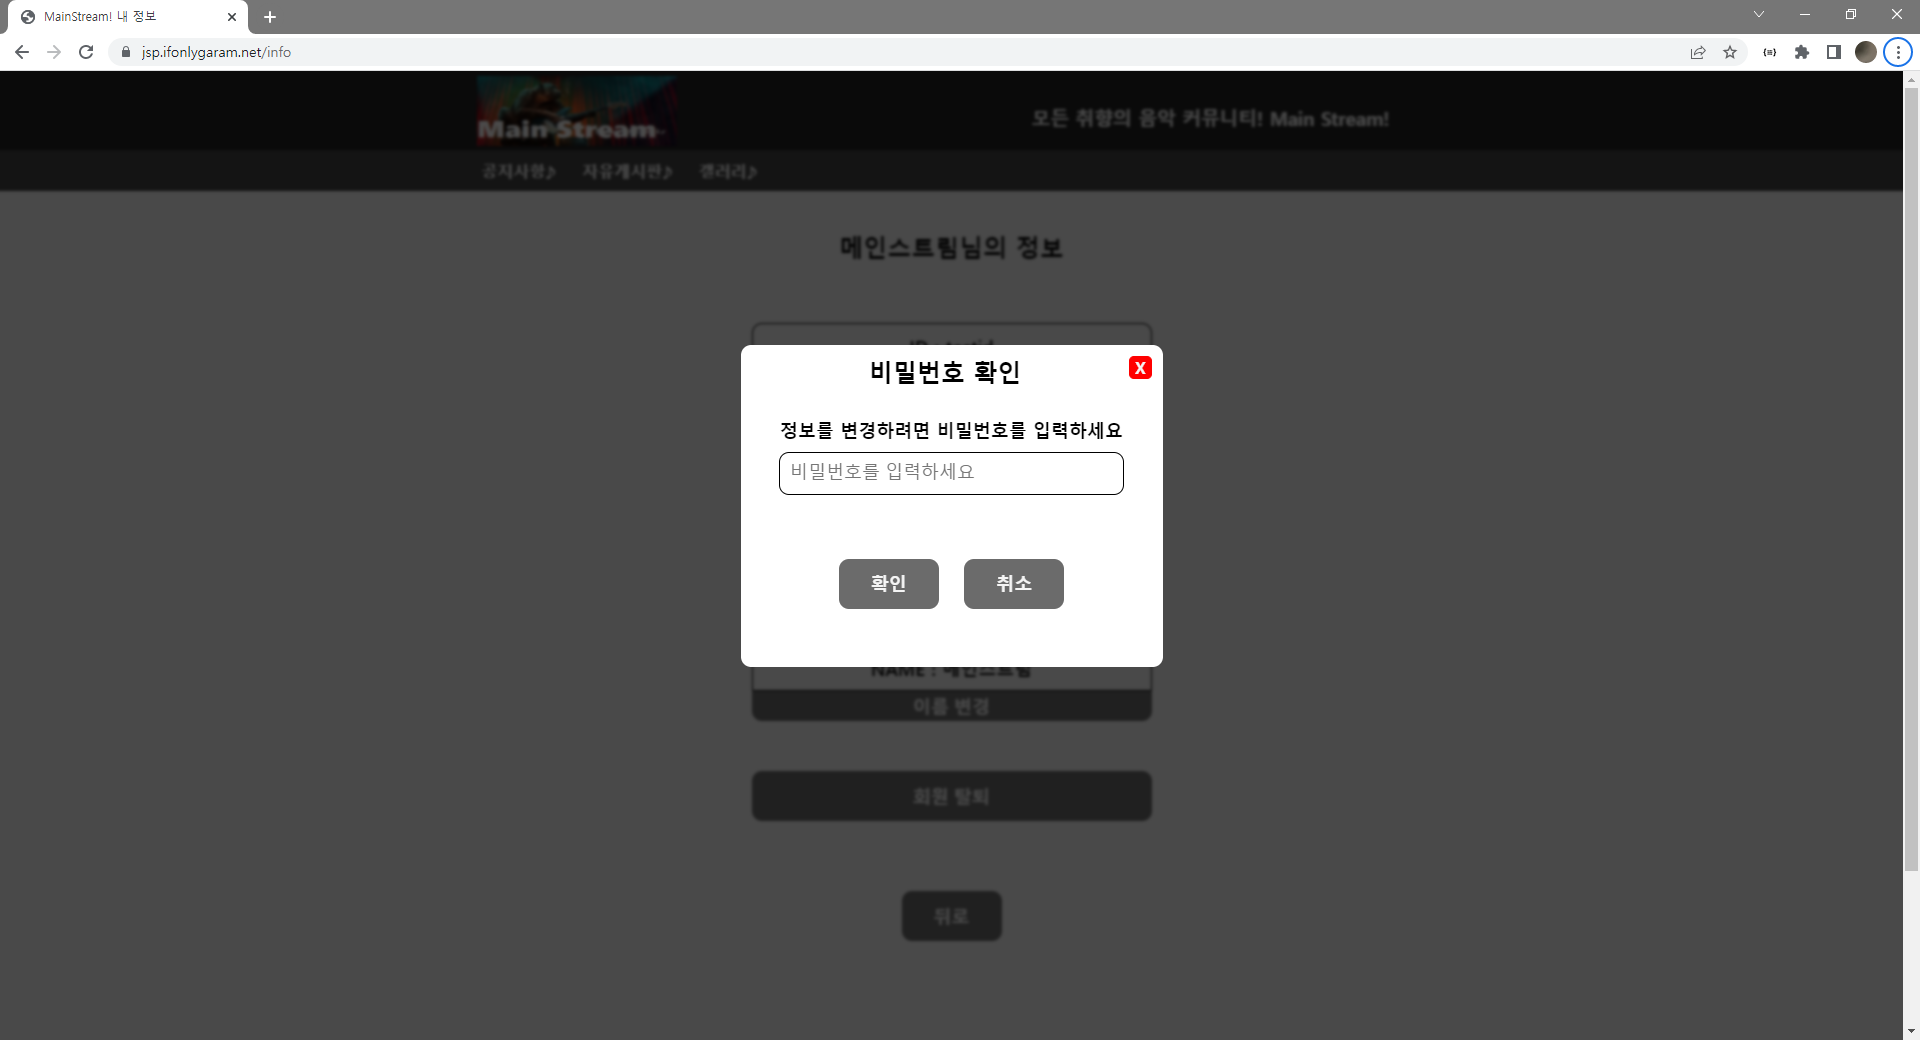 MainStream! 내 정보
jsp.ifonlygaram.net/info
Main Stream
모든 취향의 음악 커뮤니티! Main Stream!
공지사항♪ 자유게시판♪ 갤러리♪
메인스트림님의 정보
비밀번호 확인
X
정보를 변경하려면 비밀번호를 입력하세요
비밀번호를 입력하세요
확인 취소
NAME : 메인스트림
이름 변경
회원 탈퇴
뒤로